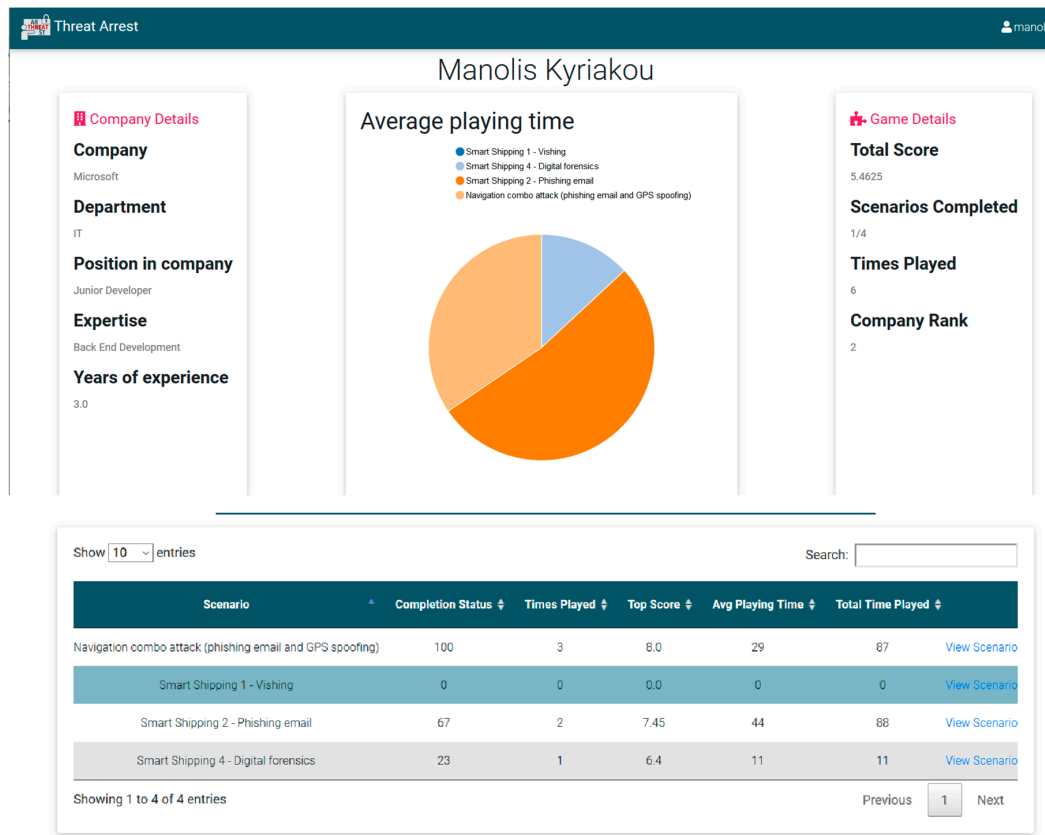 AR
THREAT
ST
Threat Arrest
manol
Manolis Kyriakou
Company Details
Company
Microsoft
Department
IT
Position in company
Junior Developer
Expertise
Back End Development
Years of experience
3.0
Average playing time
Smart Shipping 1 - Vishing
Smart Shipping 4 - Digital forensics
Smart Shipping 2 - Phishing email
Navigation combo attack (phishing email and GPS spoofing)
Game Details
Total Score
5.4625
Scenarios Completed
1/4
Times Played
6
Company Rank
2
Show 10 entries Search:
Scenario Completion Status Times Played Top Score Avg Playing Time Total Time Played
Navigation combo attack (phishing email and GPS spoofing) 100 3 8.0 29 87 View Scenario
Smart Shipping 1 - Vishing 0 0 0.0 0 0 View Scenario
Smart Shipping 2 - Phishing email 67 2 7.45 44 88 View Scenario
Smart Shipping 4 - Digital forensics 23 1 6.4 11 11 View Scenario
Showing 1 to 4 of 4 entries Previous 1 Next